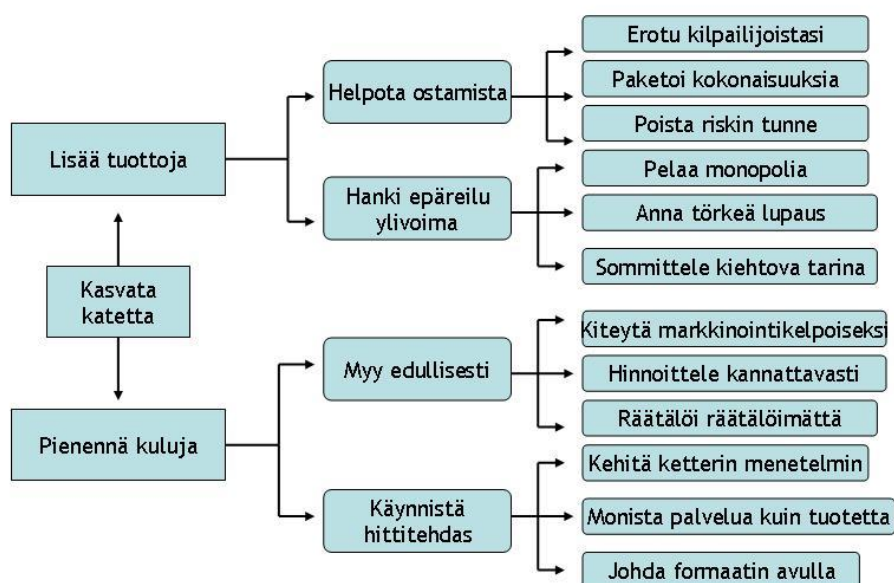 Kasvata
katetta
Lisää tuottoja
Helpota ostamista
Erotu kilpailijoistasi
Paketoi kokonaisuuksia
Poista riskin tunne
Hanki epäreilu
ylivoima
Pelaa monopolia
Anna törkeä lupaus
Sommittele kiehtova tarina
Pienennä kuluja
Myy edullisesti
Kiteytä markkinointikelpoiseksi
Hinnoittele kannattavasti
Räätälöi räätälöimättä
Käynnistä
hittitehdas
Kehitä ketterin menetelmin
Monista palvelua kuin tuotetta
Johda formaatin avulla